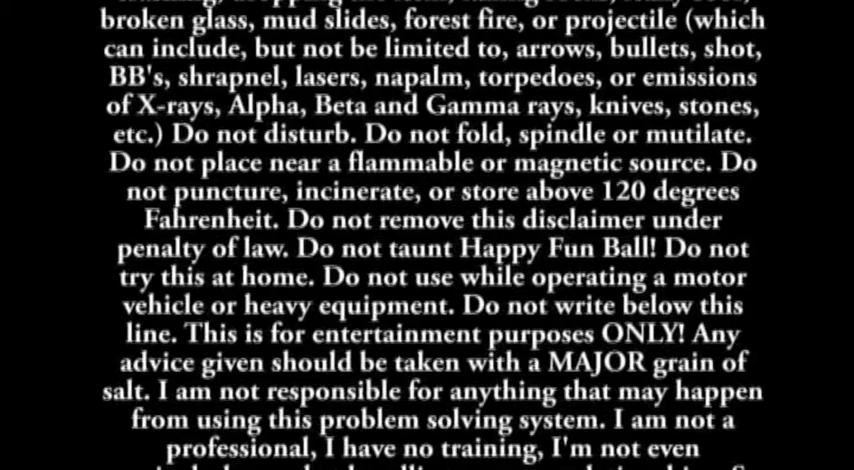 broken glass, mud slides, forest fire, or projectile (which
can include, but not be limited to, arrows, bullets, shot,
BB's, shrapnel, lasers, napalm, torpedoes, or emissions
of X-rays, Alpha, Beta and Gamma rays, knives, stones,
etc.) Do not disturb. Do not fold, spindle or mutilate.
Do not place near a flammable or magnetic source. Do
not puncture, incinerate, or store above 120 degrees
Fahrenheit. Do not remove this disclaimer under
penalty of law. Do not taunt Happy Fun Ball! Do not
try this at home. Do not use while operating a motor
vehicle or heavy equipment. Do not write below this
line. This is for entertainment purposes ONLY! Any
advice given should be taken with a MAJOR grain of
salt. I am not responsible for anything that may happen
from using this problem solving system. I am not a
professional, I have no training, I'm not even